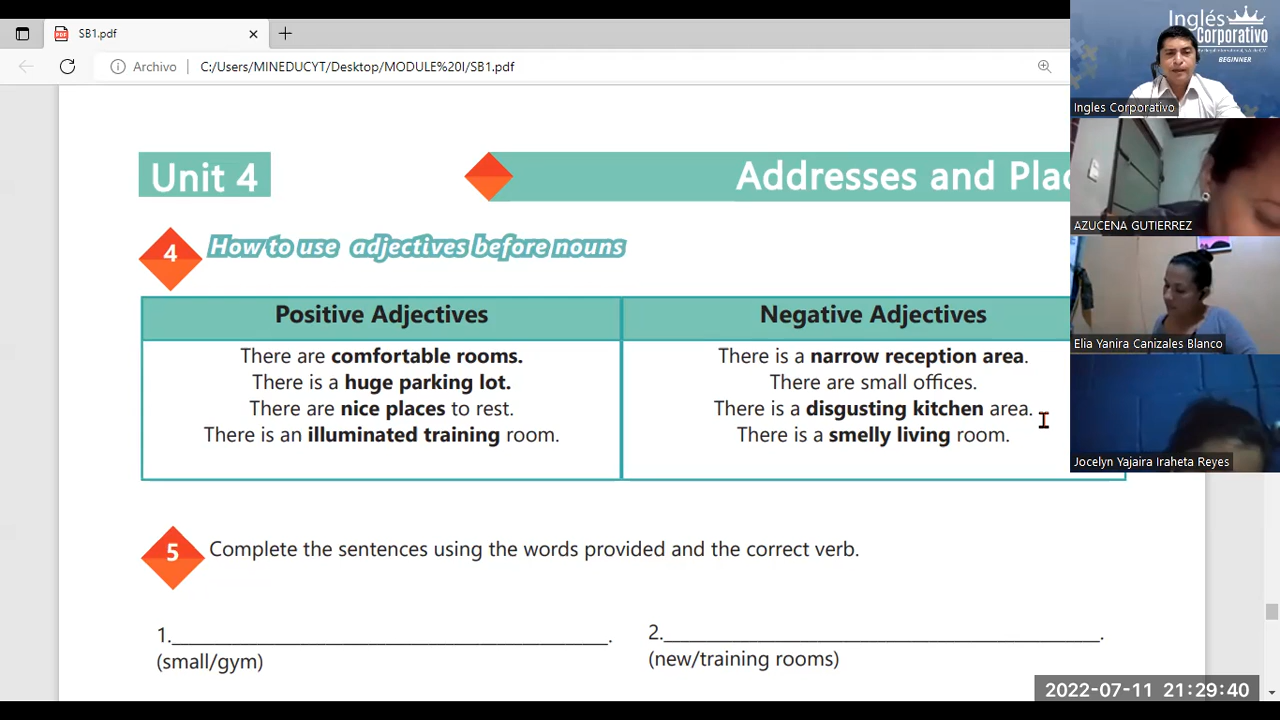 SB1.pdf
Archivo
C:/Users/MINEDUCYT/Desktop/MODULE%20I/SB1.pdf
Inglés
Corporativo
BEGINNER
Ingles Corporativo
AZUCENA GUTIERREZ
Elia Yanira Canizales Blanco
Jocelyn Yajaira Iraheta Reyes
Unit 4
Addresses and Plac
4
How to use adjectives before nouns
Positive Adjectives
There are comfortable rooms.
There is a huge parking lot.
There are nice places to rest.
There is an illuminated training room.
Negative Adjectives
There is a narrow reception area.
There are small offices.
There is a disgusting kitchen area.
There is a smelly living room.
5
Complete the sentences using the words provided and the correct verb.
1.______________________________________.
(small/gym)
2.______________________________________.
(new/training rooms)
2022-07-11 21:29:40